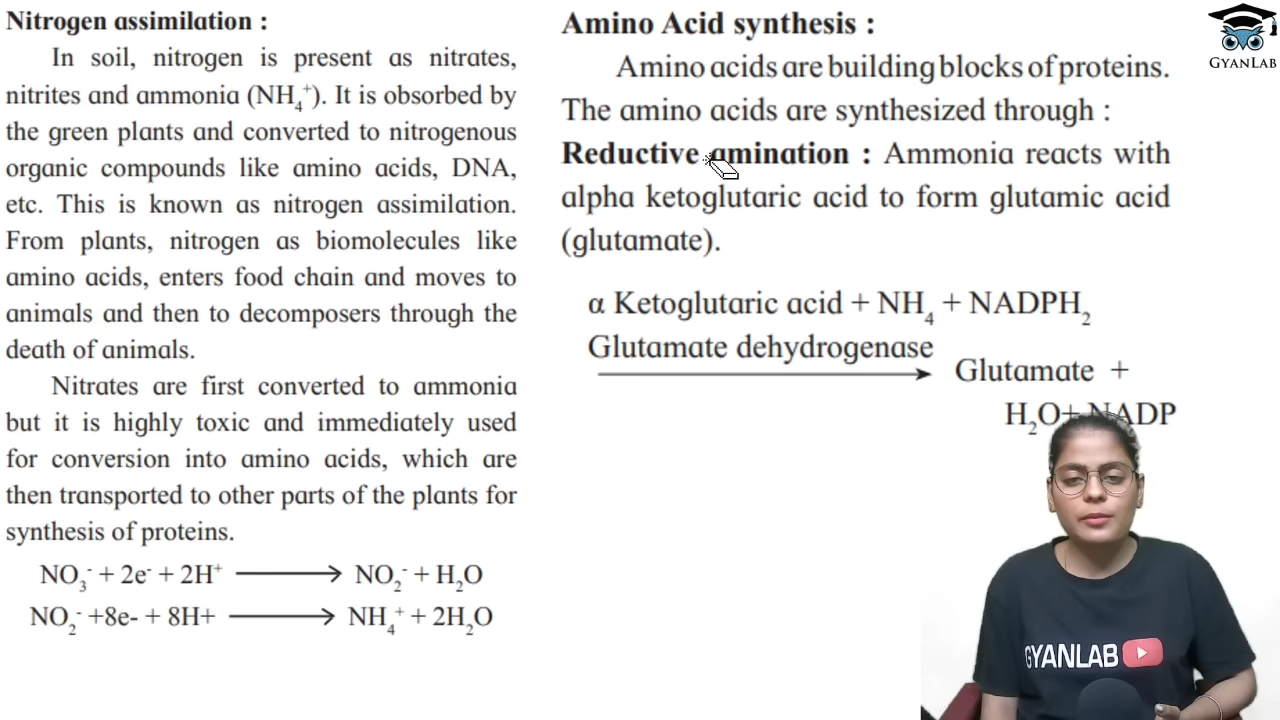 Nitrogen assimilation :
In soil, nitrogen is present as nitrates,
nitrites and ammonia (NH₄⁺). It is obsorbed by
the green plants and converted to nitrogenous
organic compounds like amino acids, DNA,
etc. This is known as nitrogen assimilation.
From plants, nitrogen as biomolecules like
amino acids, enters food chain and moves to
animals and then to decomposers through the
death of animals.
Nitrates are first converted to ammonia
but it is highly toxic and immediately used
for conversion into amino acids, which are
then transported to other parts of the plants for
synthesis of proteins.
NO₃⁻ + 2e⁻ + 2H⁺ ⟶ NO₂⁻ + H₂O
NO₂⁻ +8e- + 8H+ ⟶ NH₄⁺ + 2H₂O
Amino Acid synthesis :
Amino acids are building blocks of proteins.
The amino acids are synthesized through :
Reductive amination : Ammonia reacts with
alpha ketoglutaric acid to form glutamic acid
(glutamate).
α Ketoglutaric acid + NH₄ + NADPH₂
Glutamate dehydrogenase
⟶ Glutamate +
H₂O+ NADP
GYANLAB
GYANLAB